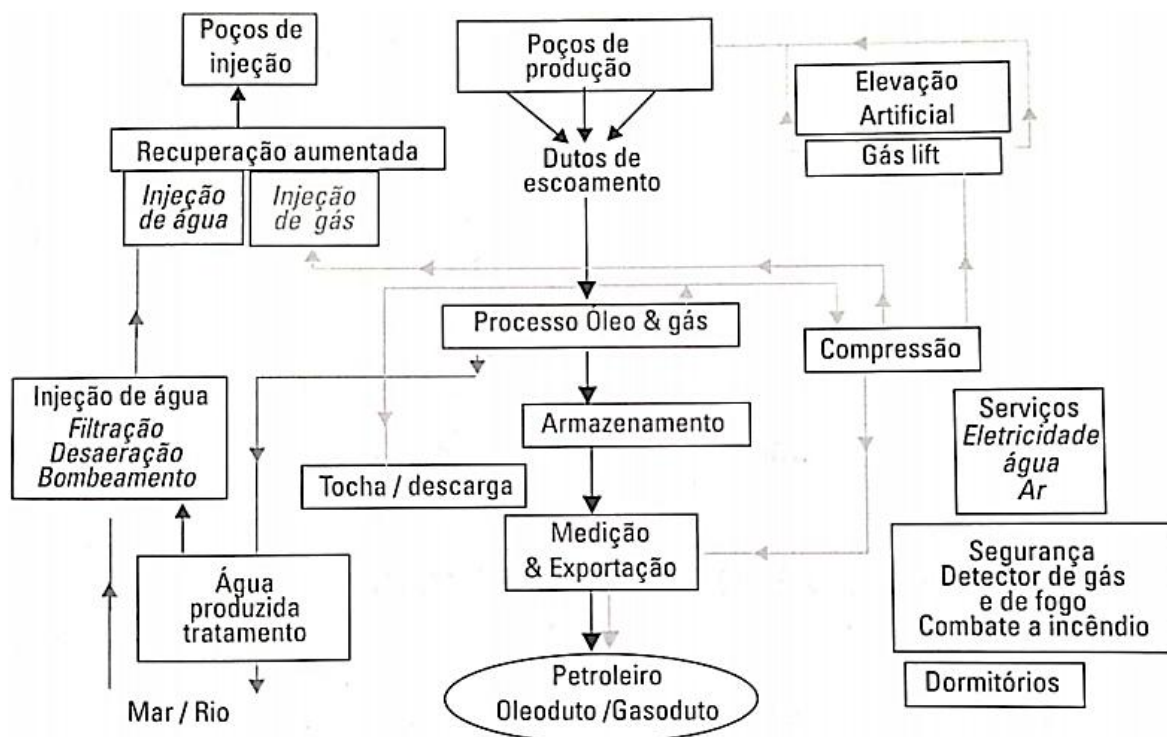 Poços de
injeção
Poços de
produção
Elevação
Artificial
Gás lift
Recuperação aumentada
Injeção
de água
Injeção
de gás
Dutos de
escoamento
Processo Óleo & gás
Compressão
Injeção de água
Filtração
Desaeração
Bombeamento
Armazenamento
Serviços
Eletricidade
água
Ar
Tocha / descarga
Medição
& Exportação
Segurança
Detector de gás
e de fogo
Combate a incêndio
Água
produzida
tratamento
Dormitórios
Mar / Rio
Petroleiro
Oleoduto /Gasoduto